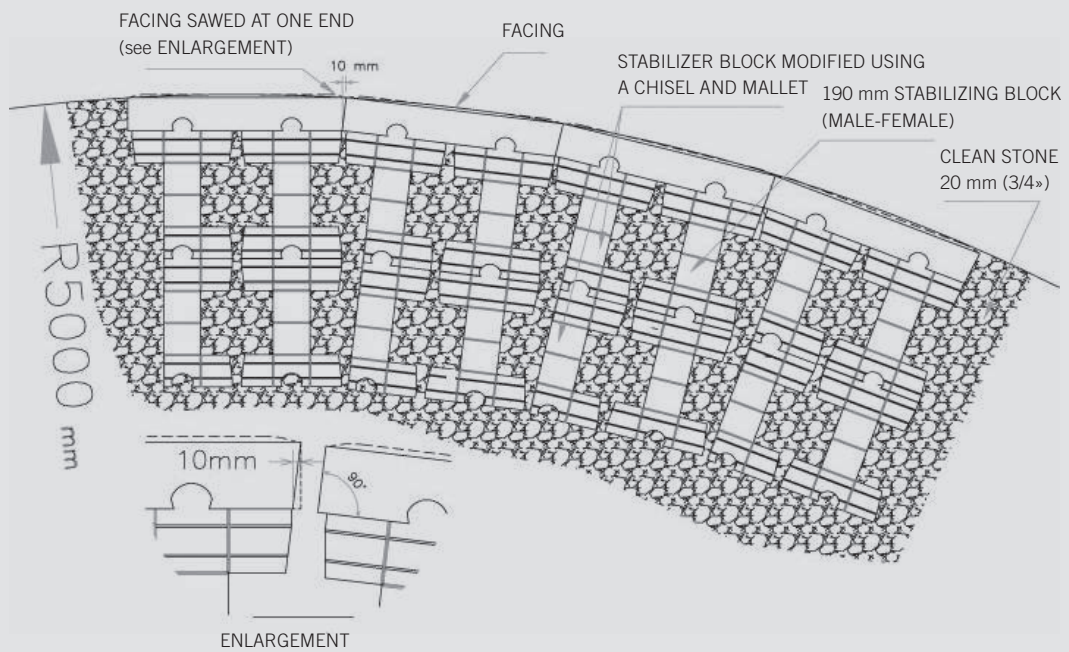 FACING SAWED AT ONE END
(see ENLARGEMENT)
FACING
10 mm
STABILIZER BLOCK MODIFIED USING
A CHISEL AND MALLET
190 mm STABILIZING BLOCK
(MALE-FEMALE)
CLEAN STONE
20 mm (3/4»)
R5000 mm
10mm
90°
ENLARGEMENT